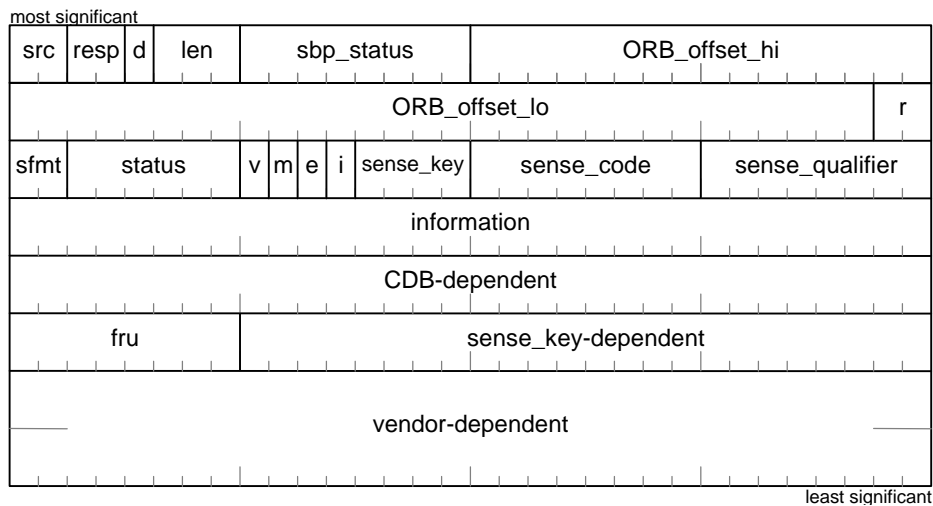 most significant
src resp d len sbp_status ORB_offset_hi
ORB_offset_lo r
sfmt status v m e i sense_key sense_code sense_qualifier
information
CDB-dependent
fru sense_key-dependent
vendor-dependent
least significant